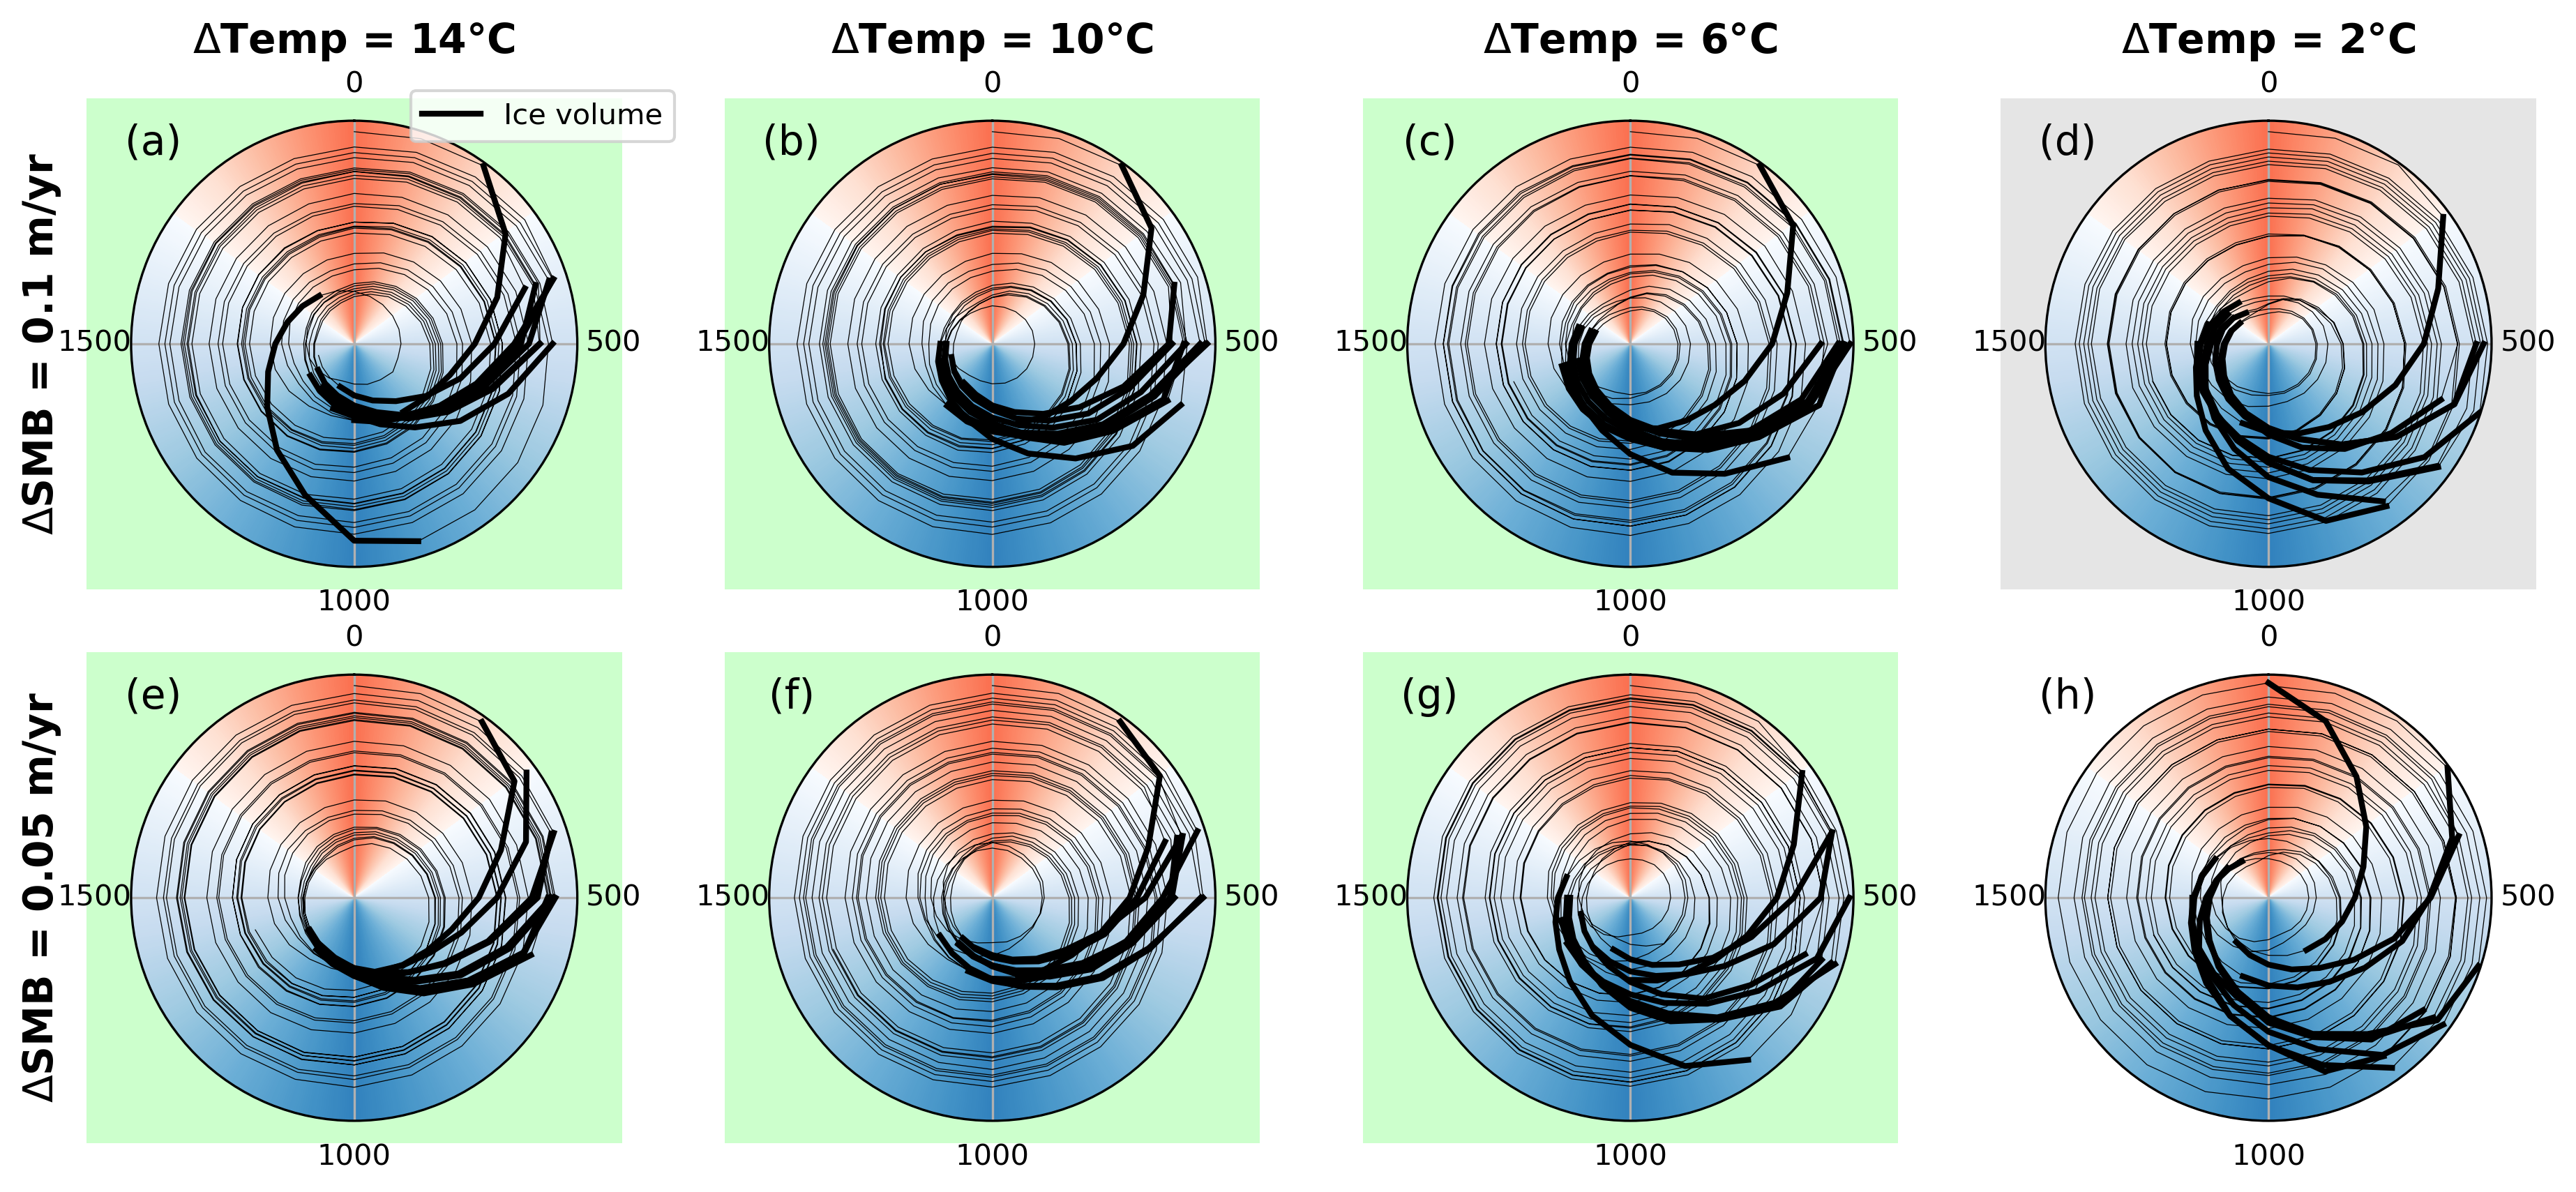 ΔTemp = 14°C
ΔTemp = 10°C
ΔTemp = 6°C
ΔTemp = 2°C
0
0
0
0
Ice volume
(a)
(b)
(c)
(d)
ΔSMB = 0.1 m/yr
1500
500
1500
500
1500
500
1500
500
1000
1000
1000
1000
0
0
0
0
(e)
(f)
(g)
(h)
ΔSMB = 0.05 m/yr
1500
500
1500
500
1500
500
1500
500
1000
1000
1000
1000